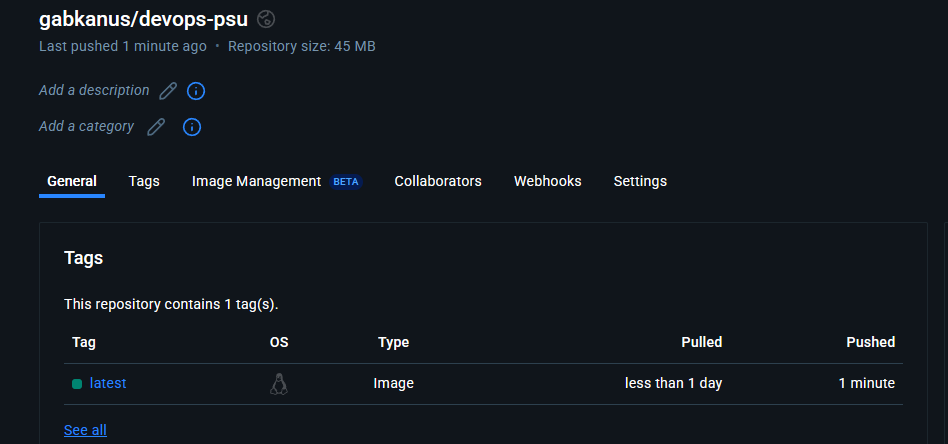 gabkanus/devops-psu
Last pushed 1 minute ago • Repository size: 45 MB
Add a description
Add a category
General Tags Image Management BETA Collaborators Webhooks Settings
Tags
This repository contains 1 tag(s).
Tag OS Type Pulled Pushed
latest Image less than 1 day 1 minute
See all